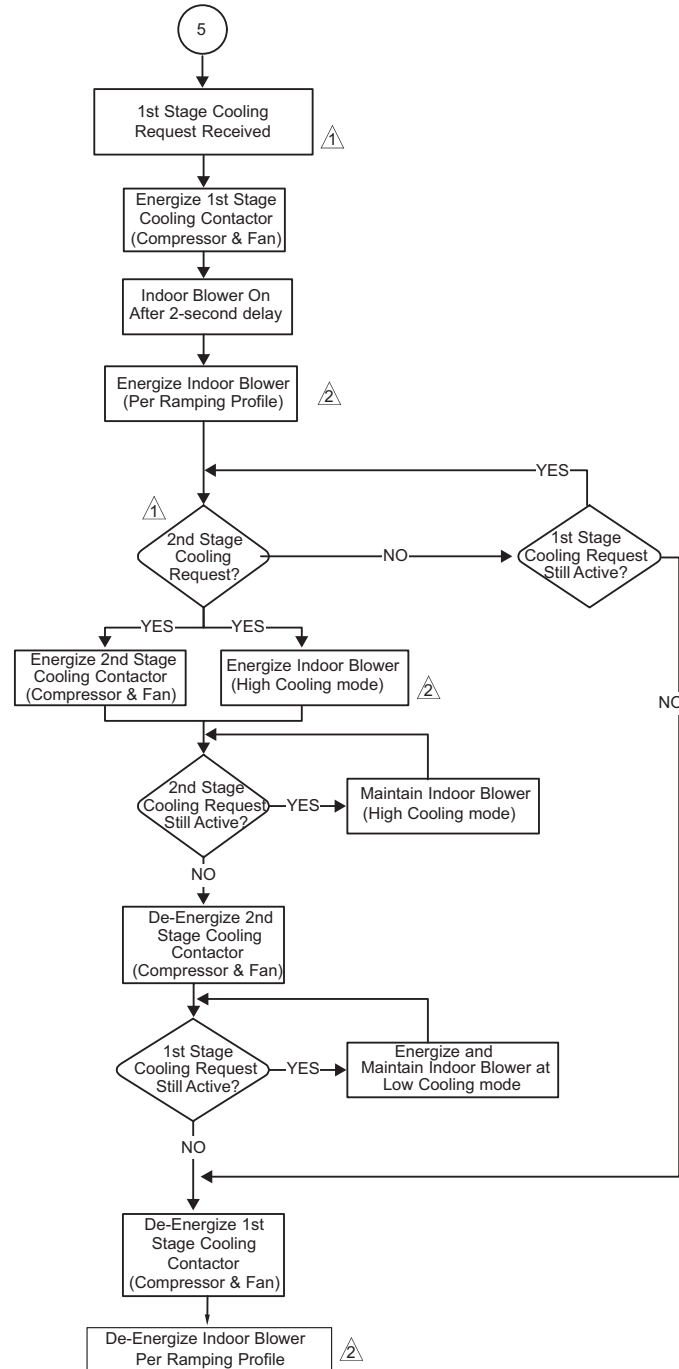 5
1st Stage Cooling
Request Received
1
Energize 1st Stage
Cooling Contactor
(Compressor & Fan)
Indoor Blower On
After 2-second delay
Energize Indoor Blower
(Per Ramping Profile)
2
YES
1
2nd Stage
Cooling
Request?
NO
1st Stage
Cooling Request
Still Active?
YES
YES
Energize 2nd Stage
Cooling Contactor
(Compressor & Fan)
Energize Indoor Blower
(High Cooling mode)
2
NO
2nd Stage
Cooling Request
Still Active?
YES
Maintain Indoor Blower
(High Cooling mode)
NO
De-Energize 2nd
Stage Cooling
Contactor
(Compressor & Fan)
1st Stage
Cooling Request
Still Active?
YES
Energize and
Maintain Indoor Blower at
Low Cooling mode
NO
De-Energize 1st
Stage Cooling
Contactor
(Compressor & Fan)
De-Energize Indoor Blower
Per Ramping Profile
2